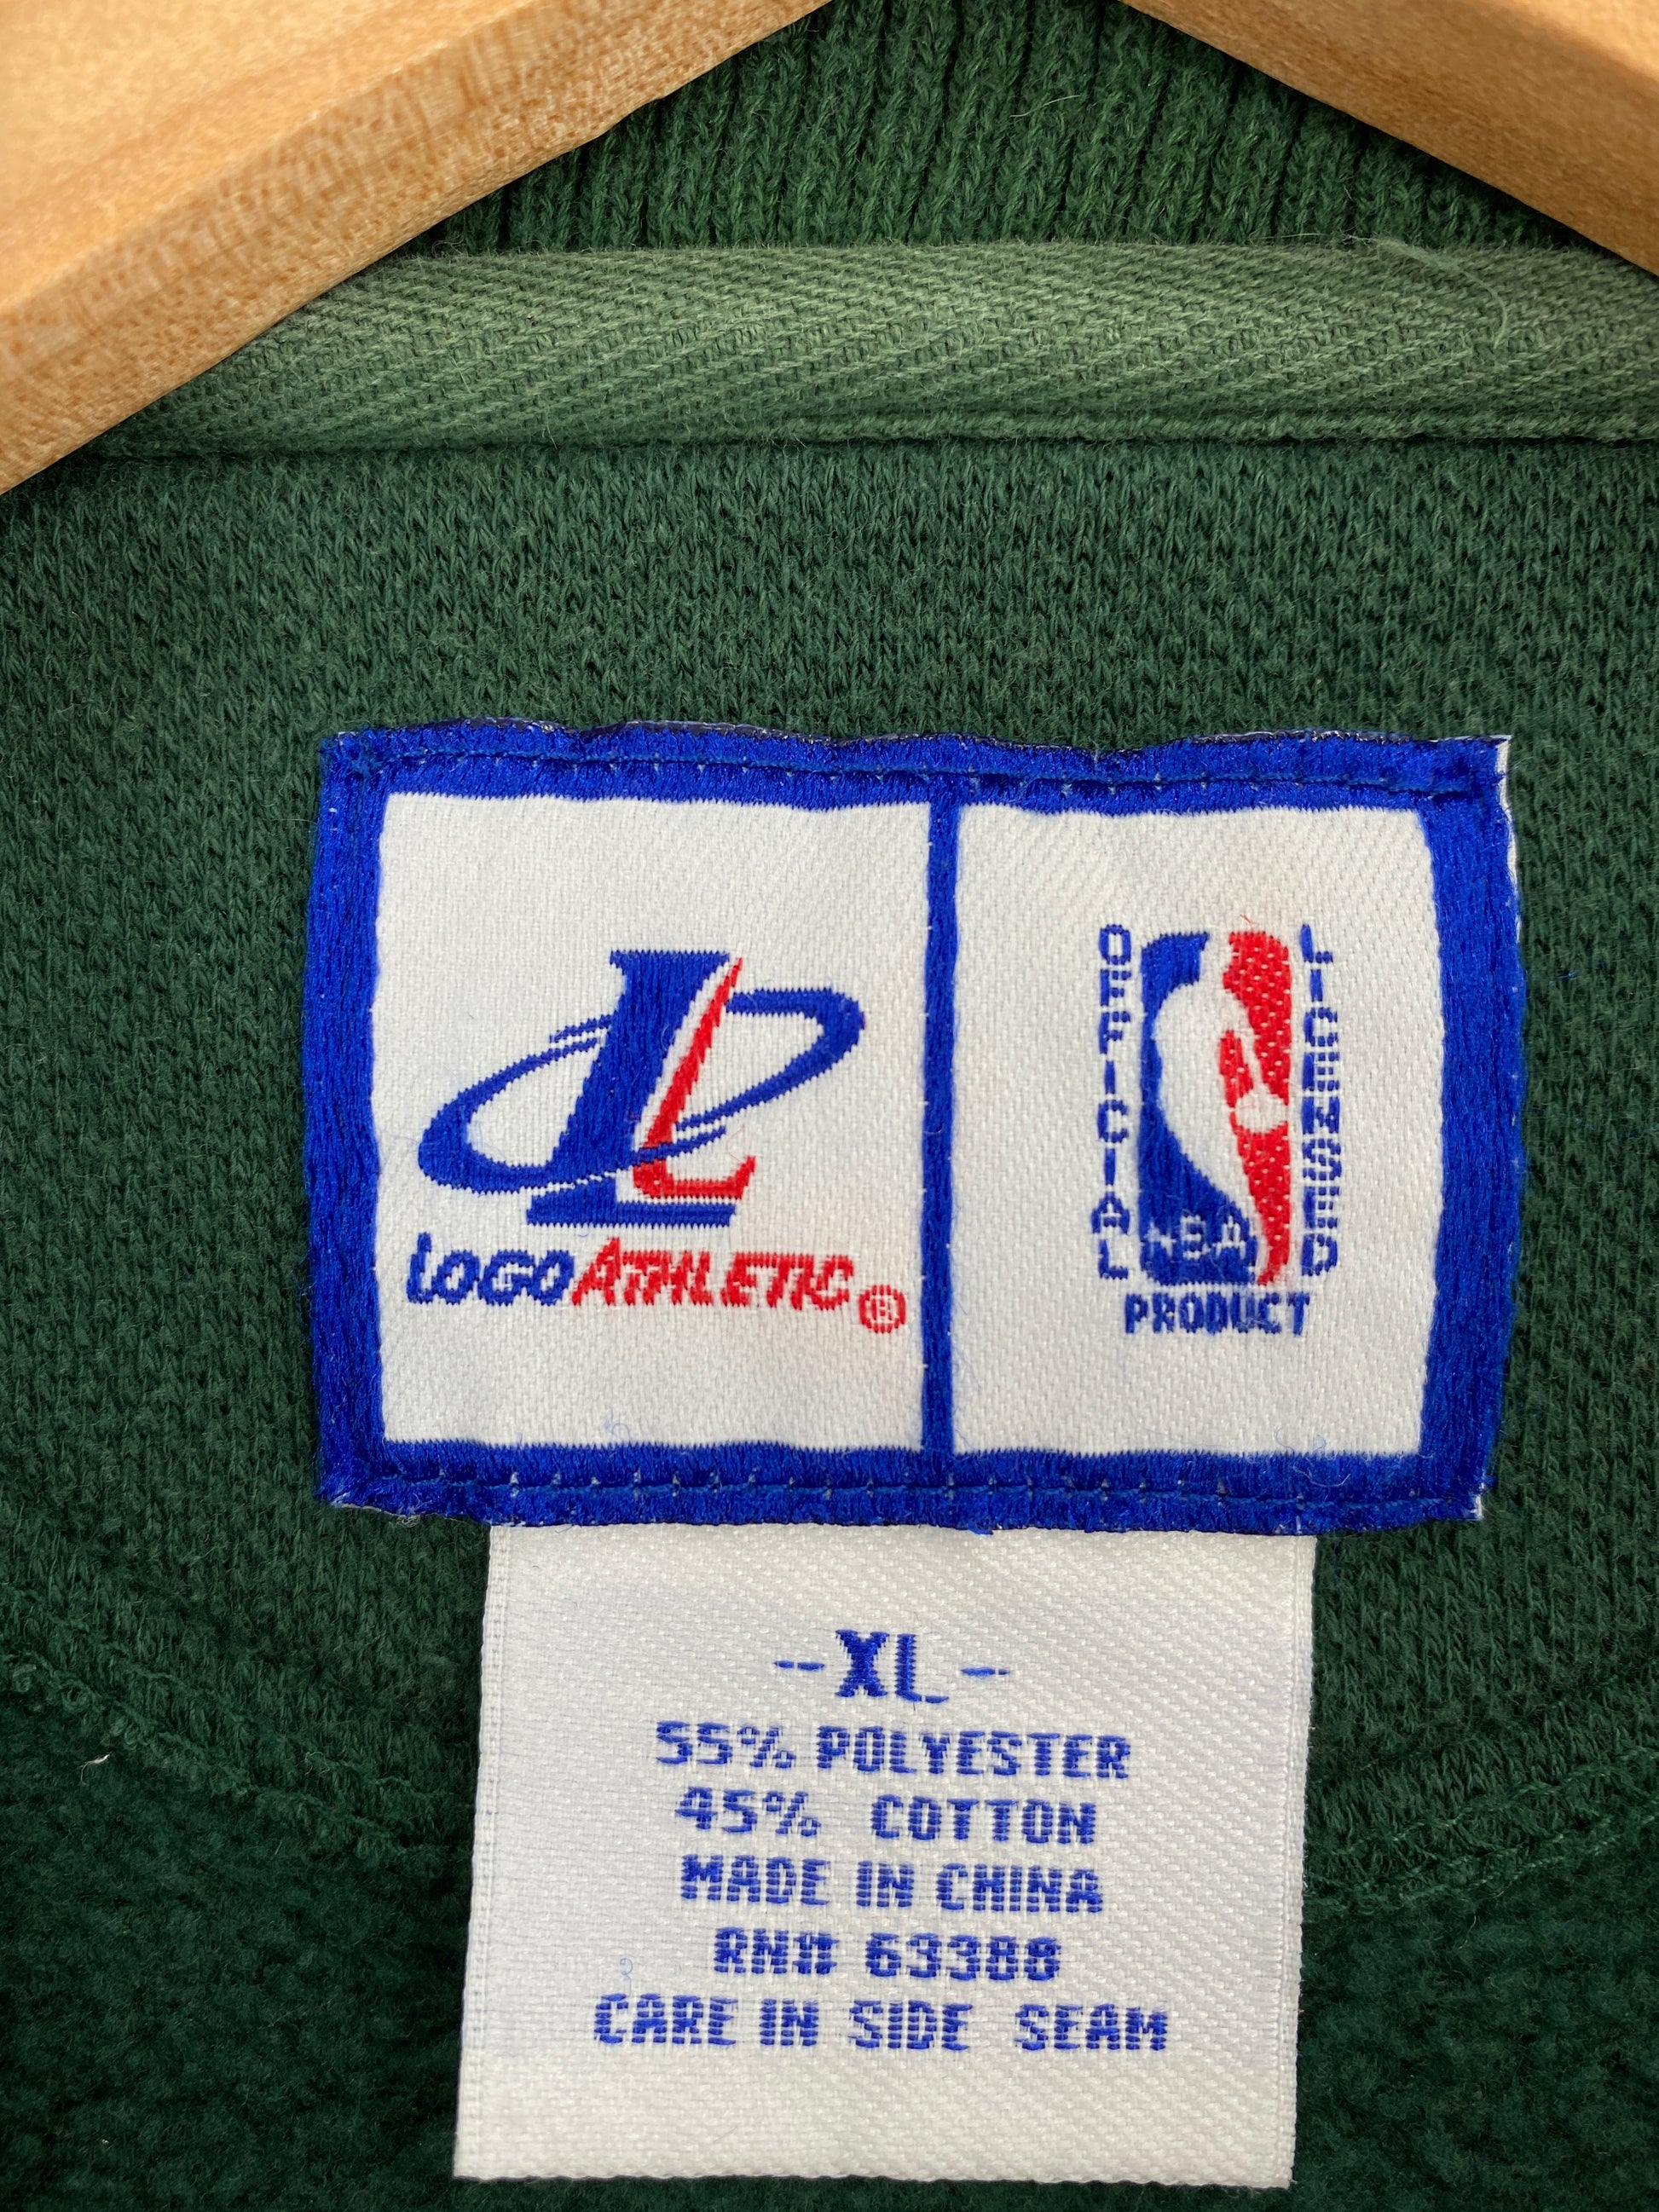 LOGO ATHLETIC ®
OFFICIAL
NBA
LICENSED
PRODUCT
-XL-
55% POLYESTER
45% COTTON
MADE IN CHINA
RN# 63388
CARE IN SIDE SEAM